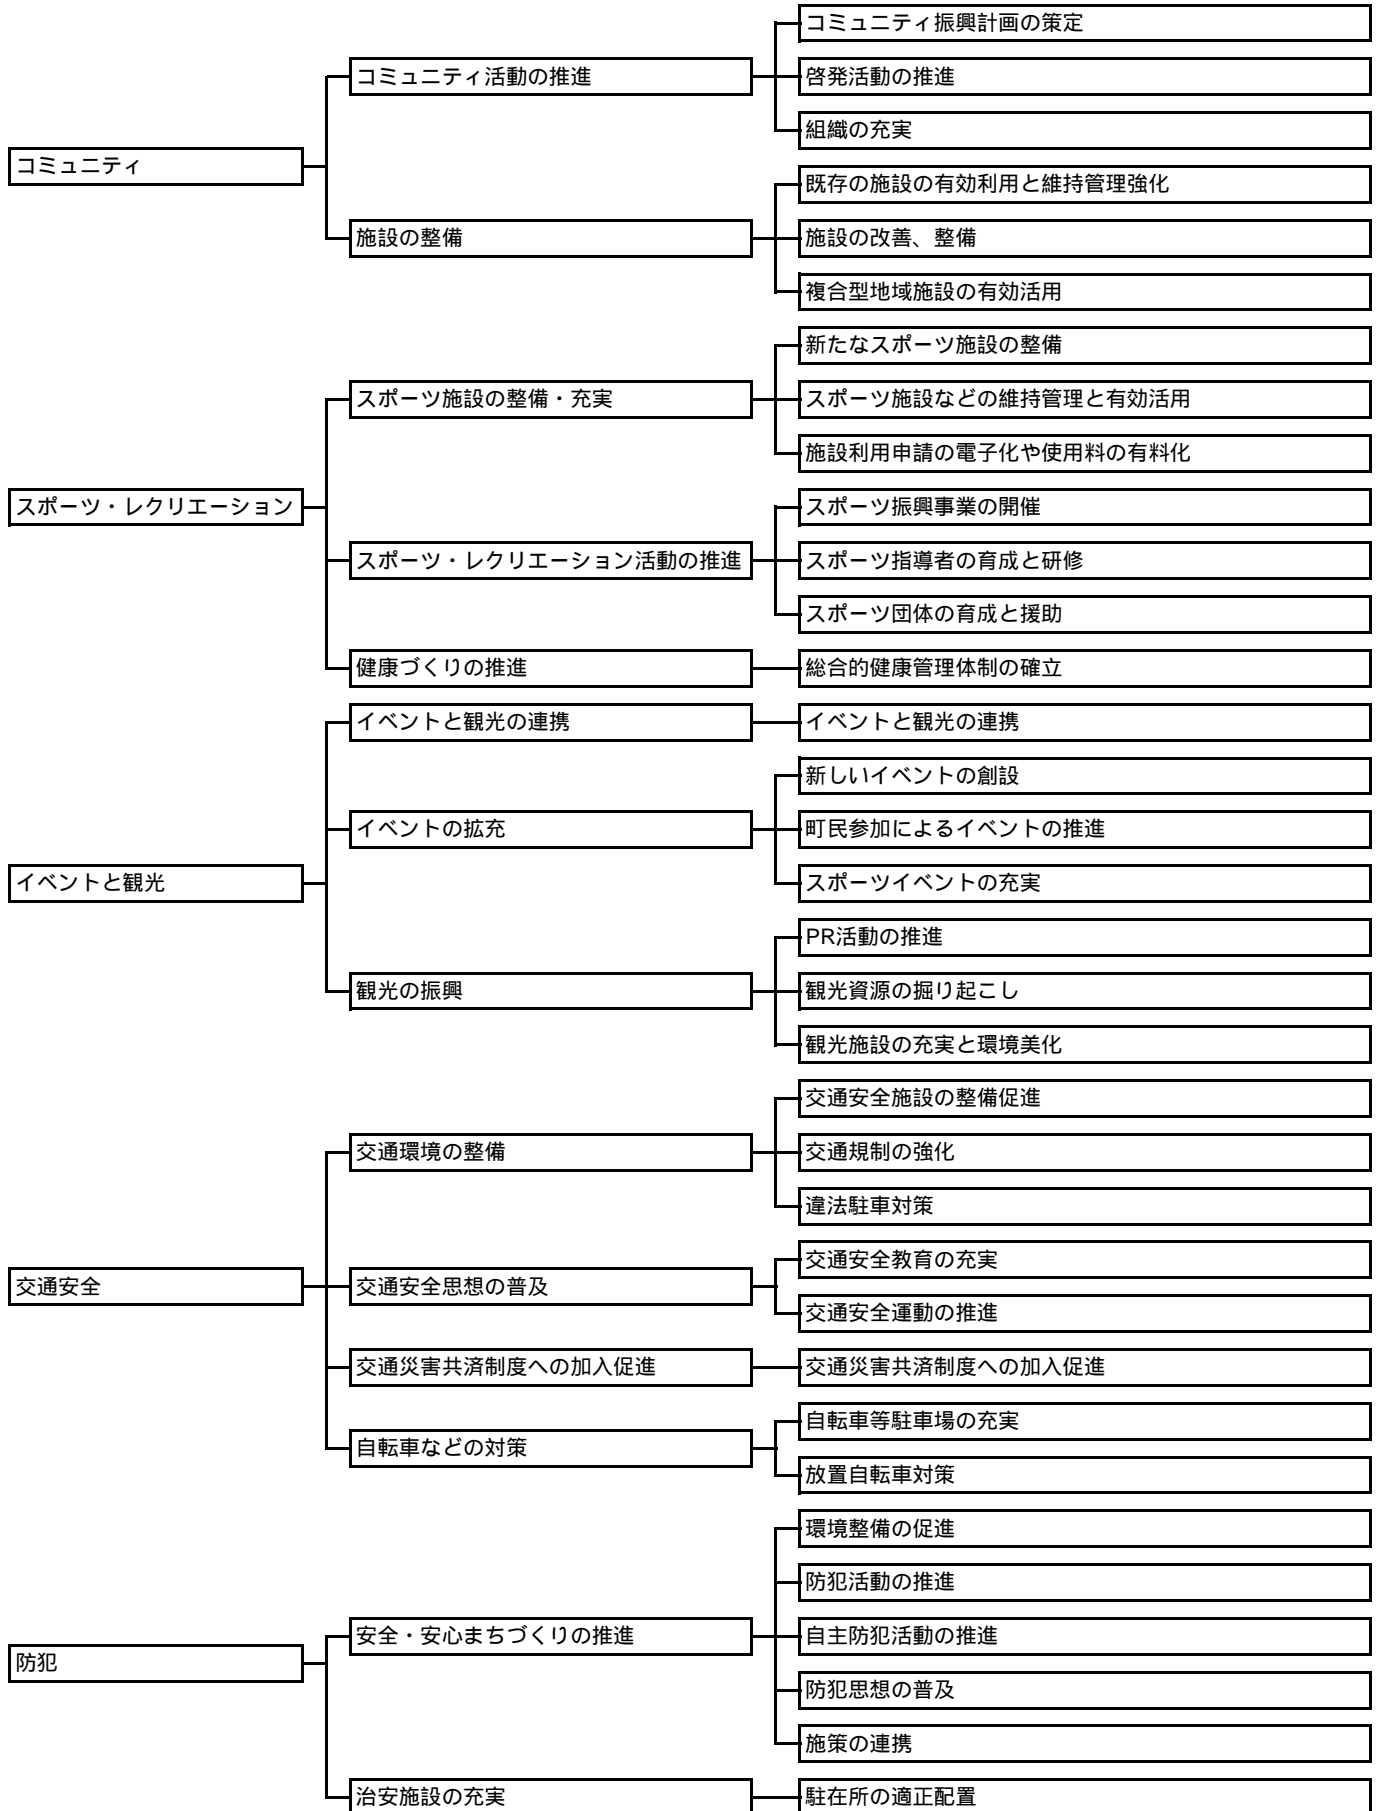 コミュニティ
コミュニティ活動の推進
コミュニティ振興計画の策定
啓発活動の推進
組織の充実
施設の整備
既存の施設の有効利用と維持管理強化
施設の改善、整備
複合型地域施設の有効活用
スポーツ・レクリエーション
スポーツ施設の整備・充実
新たなスポーツ施設の整備
スポーツ施設などの維持管理と有効活用
施設利用申請の電子化や使用料の有料化
スポーツ・レクリエーション活動の推進
スポーツ振興事業の開催
スポーツ指導者の育成と研修
スポーツ団体の育成と援助
健康づくりの推進
総合的健康管理体制の確立
イベントと観光
イベントと観光の連携
イベントと観光の連携
イベントの拡充
新しいイベントの創設
町民参加によるイベントの推進
スポーツイベントの充実
観光の振興
PR活動の推進
観光資源の掘り起こし
観光施設の充実と環境美化
交通安全
交通環境の整備
交通安全施設の整備促進
交通規制の強化
違法駐車対策
交通安全思想の普及
交通安全教育の充実
交通安全運動の推進
交通災害共済制度への加入促進
交通災害共済制度への加入促進
自転車などの対策
自転車等駐車場の充実
放置自転車対策
防犯
安全・安心まちづくりの推進
環境整備の促進
防犯活動の推進
自主防犯活動の推進
防犯思想の普及
施策の連携
治安施設の充実
駐在所の適正配置